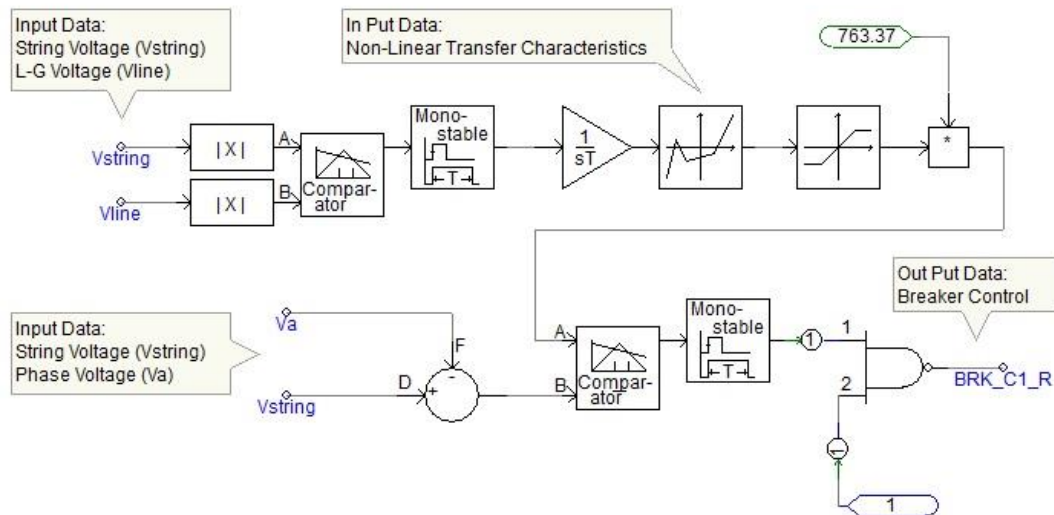 Input Data:
String Voltage (Vstring)
L-G Voltage (Vline)
In Put Data:
Non-Linear Transfer Characteristics
763.37
Vstring
|X|
A
Compar-
ator
Mono-
stable
T
1
sT
*
Vline
|X|
B
Out Put Data:
Breaker Control
Input Data:
String Voltage (Vstring)
Phase Voltage (Va)
Va
F
-
D
+
Vstring
A
B
Compar-
ator
Mono-
stable
T
1
1
2
BRK_C1_R
1
1